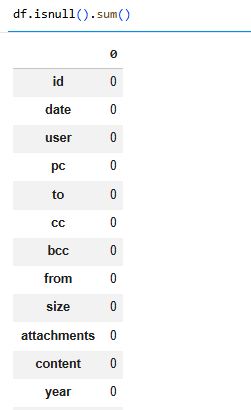 df.isnull().sum()
0
id 0
date 0
user 0
pc 0
to 0
cc 0
bcc 0
from 0
size 0
attachments 0
content 0
year 0